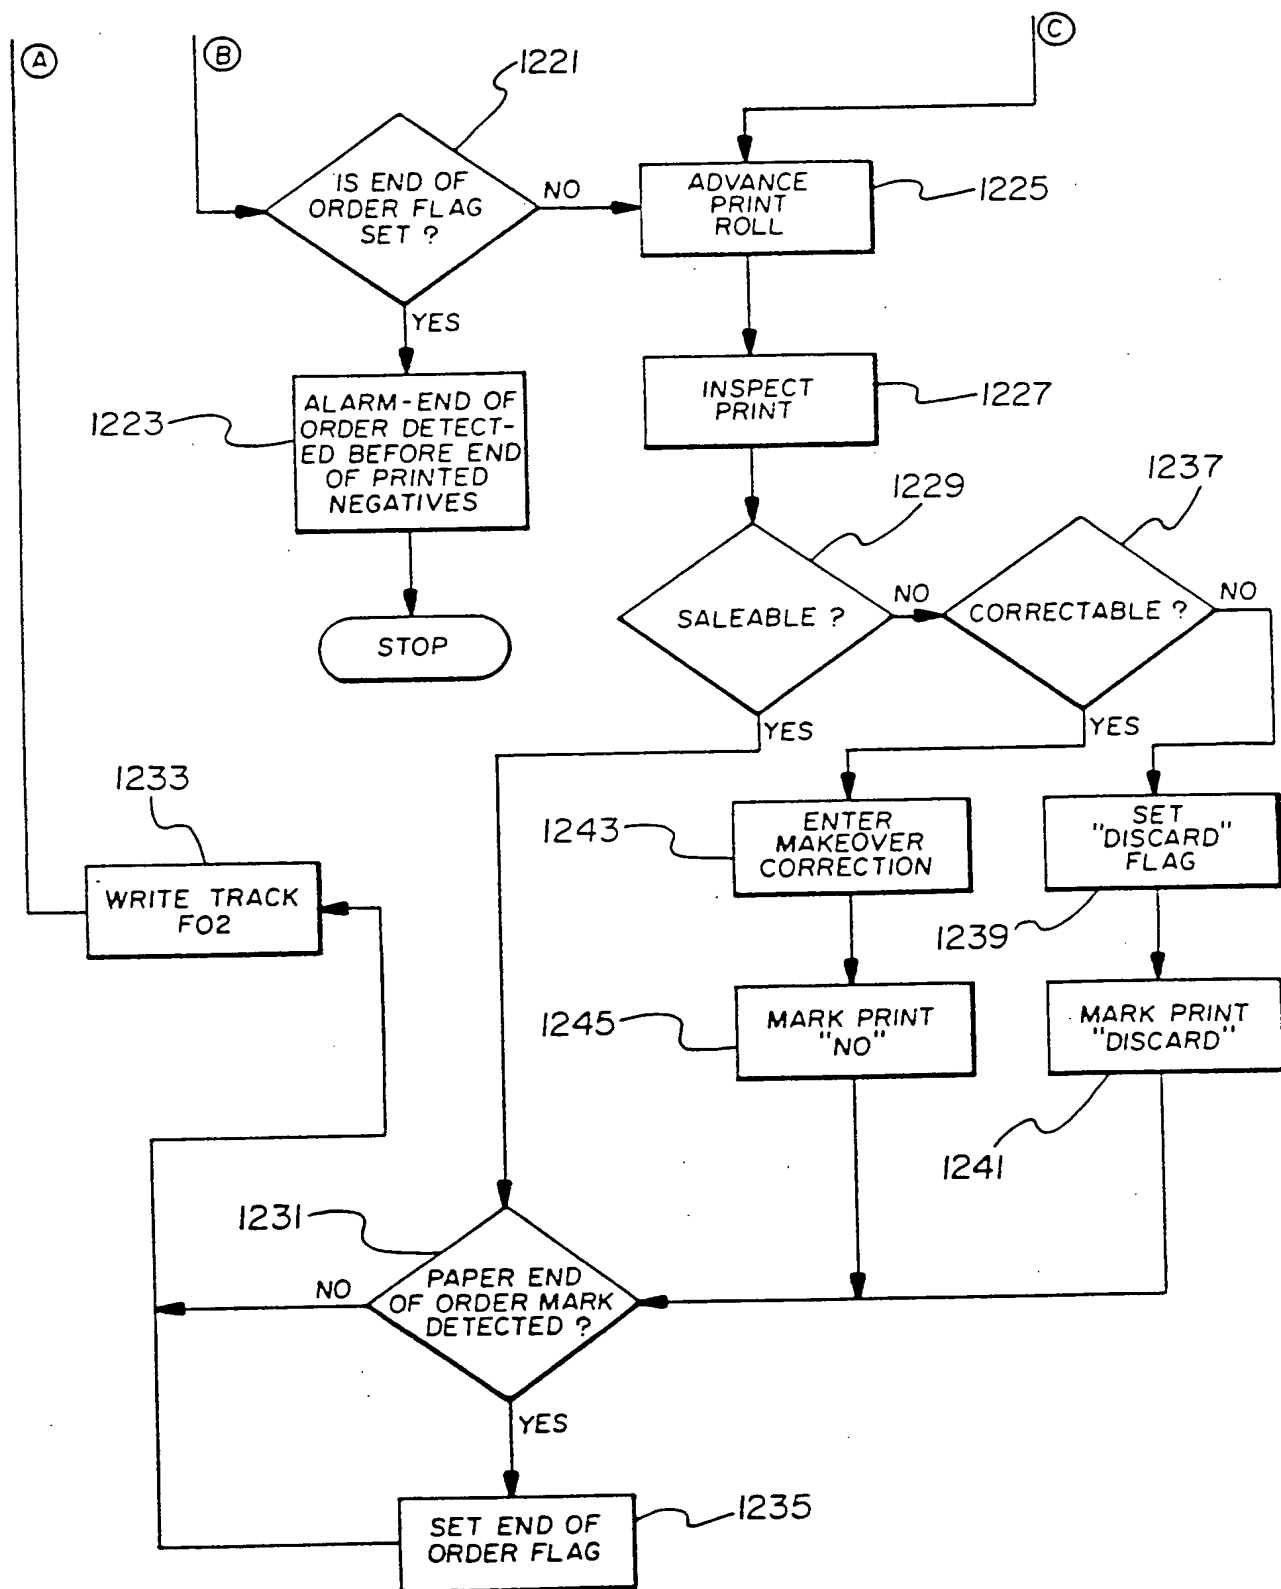 A
B
C
1221
IS END OF
ORDER FLAG
SET ?
NO
YES
ADVANCE
PRINT
ROLL
1225
1223
ALARM-END OF
ORDER DETECT-
ED BEFORE END
OF PRINTED
NEGATIVES
STOP
INSPECT
PRINT
1227
1229
SALEABLE ?
NO
YES
1237
CORRECTABLE ?
NO
YES
1233
WRITE TRACK
F02
1243
ENTER
MAKEOVER
CORRECTION
SET
"DISCARD"
FLAG
1239
1245
MARK PRINT
"NO"
MARK PRINT
"DISCARD"
1241
1231
PAPER END
OF ORDER MARK
DETECTED ?
NO
YES
SET END OF
ORDER FLAG
1235